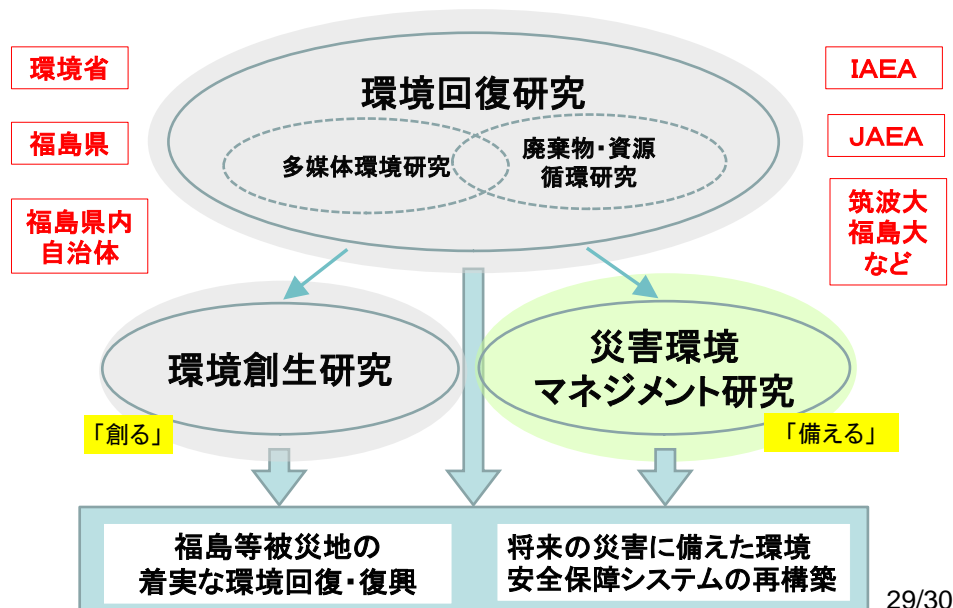 環境省
福島県
福島県内
自治体
環境回復研究
多媒体環境研究
廃棄物・資源
循環研究
IAEA
JAEA
筑波大
福島大
など
環境創生研究
「創る」
災害環境
マネジメント研究
「備える」
福島等被災地の
着実な環境回復・復興
将来の災害に備えた環境
安全保障システムの再構築
29/30